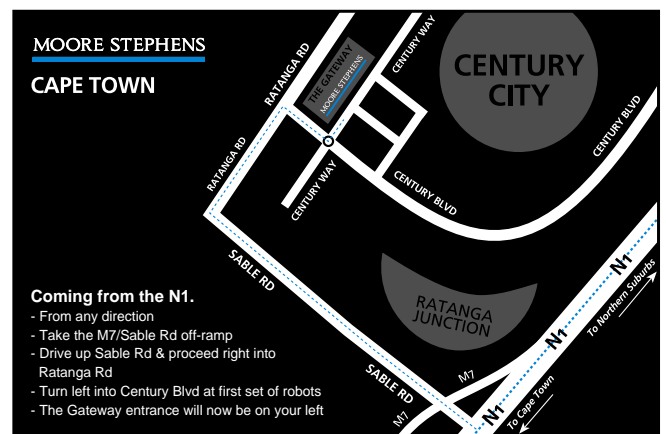 MOORE STEPHENS
CAPE TOWN
RATANGA RD
THE GATEWAY
MOORE STEPHENS
CENTURY WAY
CENTURY
CITY
CENTURY BLVD
RATANGA RD
CENTURY WAY
CENTURY BLVD
SABLE RD
RATANGA
JUNCTION
N1
To Northern Suburbs
N1
M7
SABLE RD
M7
N1
To Cape Town
Coming from the N1.
- From any direction
- Take the M7/Sable Rd off-ramp
- Drive up Sable Rd & proceed right into
Ratanga Rd
- Turn left into Century Blvd at first set of robots
- The Gateway entrance will now be on your left